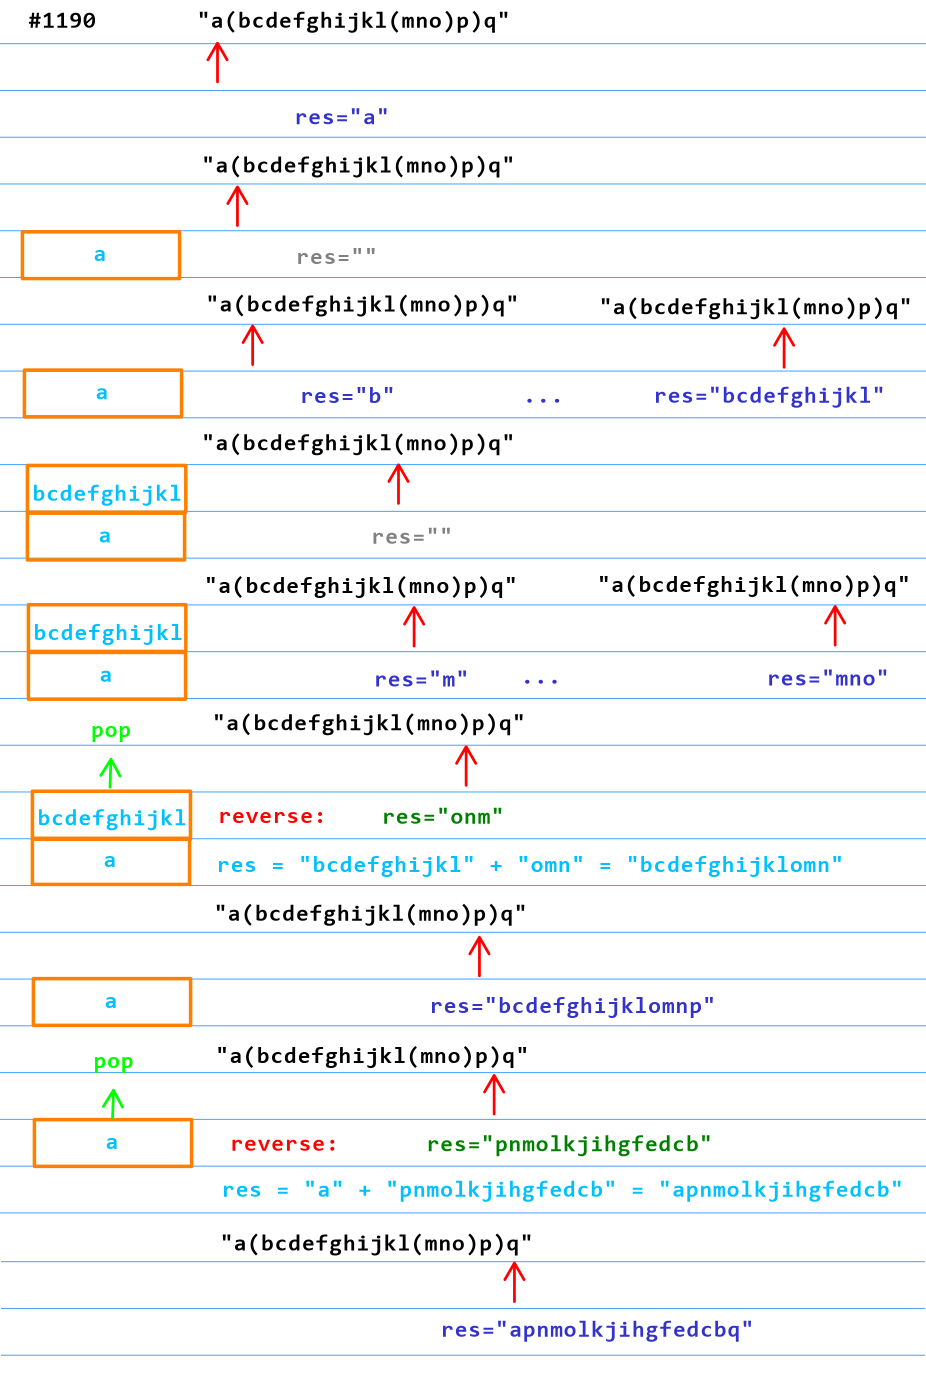 #1190 "a(bcdefghijkl(mno)p)q"
res="a"
"a(bcdefghijkl(mno)p)q"
a res=""
"a(bcdefghijkl(mno)p)q" "a(bcdefghijkl(mno)p)q"
a res="b" ... res="bcdefghijkl"
"a(bcdefghijkl(mno)p)q"
bcdefghijkl
a res=""
"a(bcdefghijkl(mno)p)q" "a(bcdefghijkl(mno)p)q"
bcdefghijkl
a res="m" ... res="mno"
pop "a(bcdefghijkl(mno)p)q"
bcdefghijkl reverse: res="onm"
a res = "bcdefghijkl" + "omn" = "bcdefghijklomn"
"a(bcdefghijkl(mno)p)q"
a res="bcdefghijklomnp"
pop "a(bcdefghijkl(mno)p)q"
a reverse: res="pnmolkjihgfedcb"
res = "a" + "pnmolkjihgfedcb" = "apnmolkjihgfedcb"
"a(bcdefghijkl(mno)p)q"
res="apnmolkjihgfedcbq"